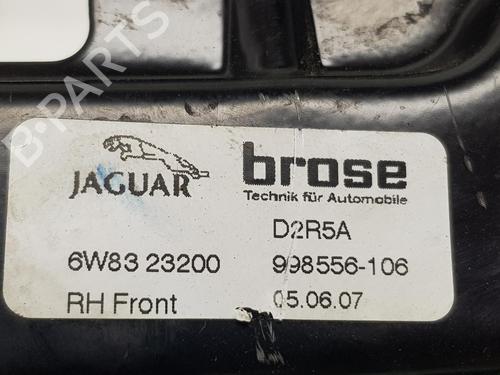 B-PARTS
JAGUAR
brose
Technik für Automobile
D2R5A
6W83 23200
998556-106
RH Front
05.06.07